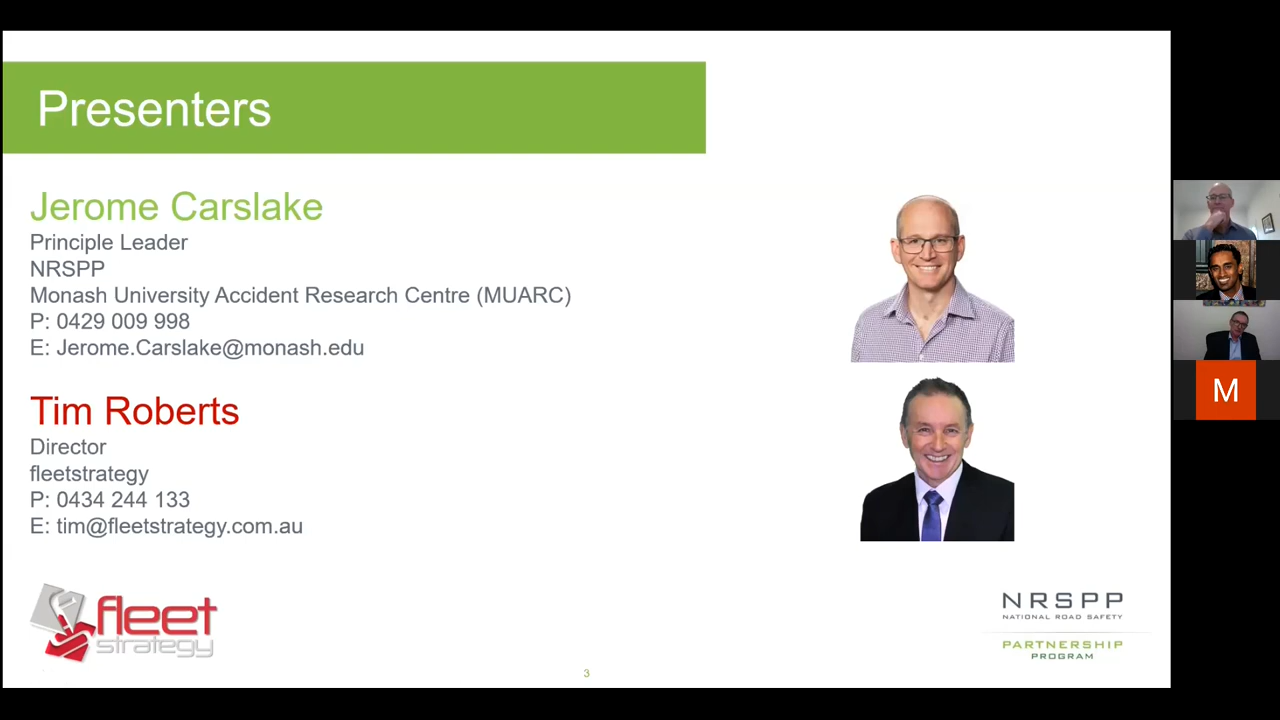 Presenters
Jerome Carslake
Principle Leader
NRSPP
Monash University Accident Research Centre (MUARC)
P: 0429 009 998
E: Jerome.Carslake@monash.edu
Tim Roberts
Director
fleetstrategy
P: 0434 244 133
E: tim@fleetstrategy.com.au
fleet
strategy
NRSPP
NATIONAL ROAD SAFETY
PARTNERSHIP
PROGRAM
3
M